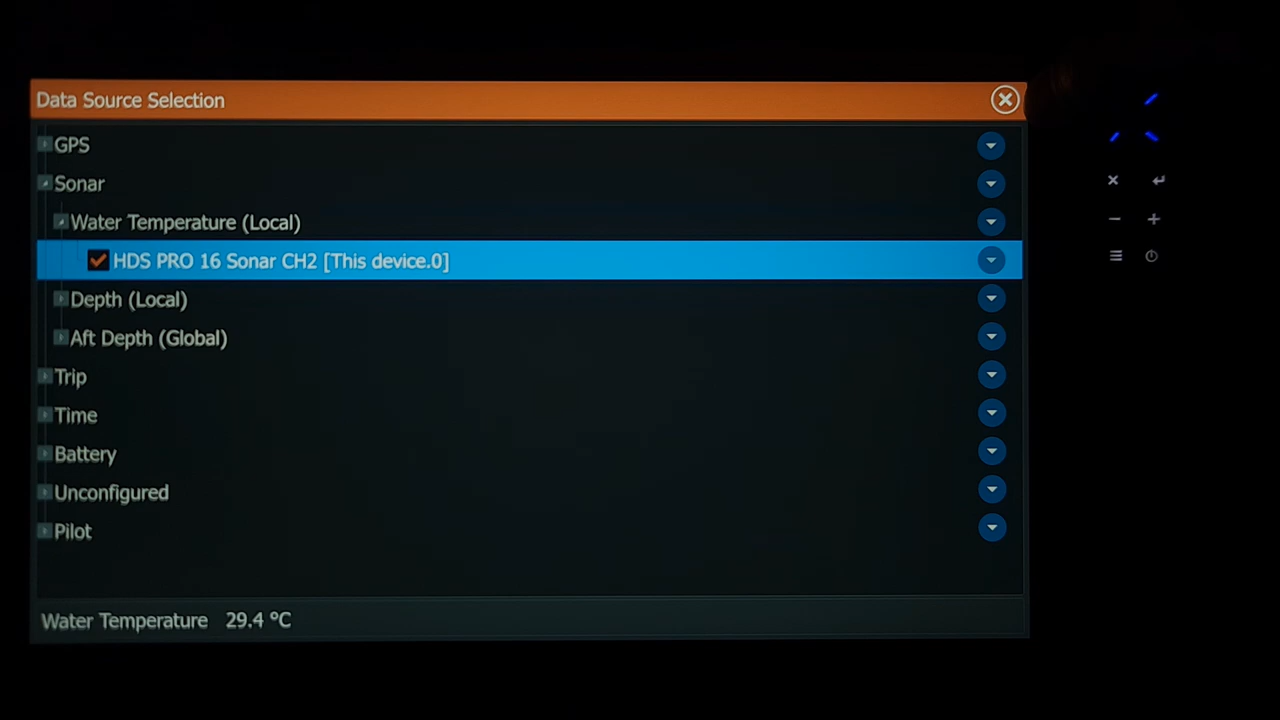 Data Source Selection
GPS
Sonar
Water Temperature (Local)
HDS PRO 16 Sonar CH2 [This device.0]
Depth (Local)
Aft Depth (Global)
Trip
Time
Battery
Unconfigured
Pilot
Water Temperature 29.4 °C